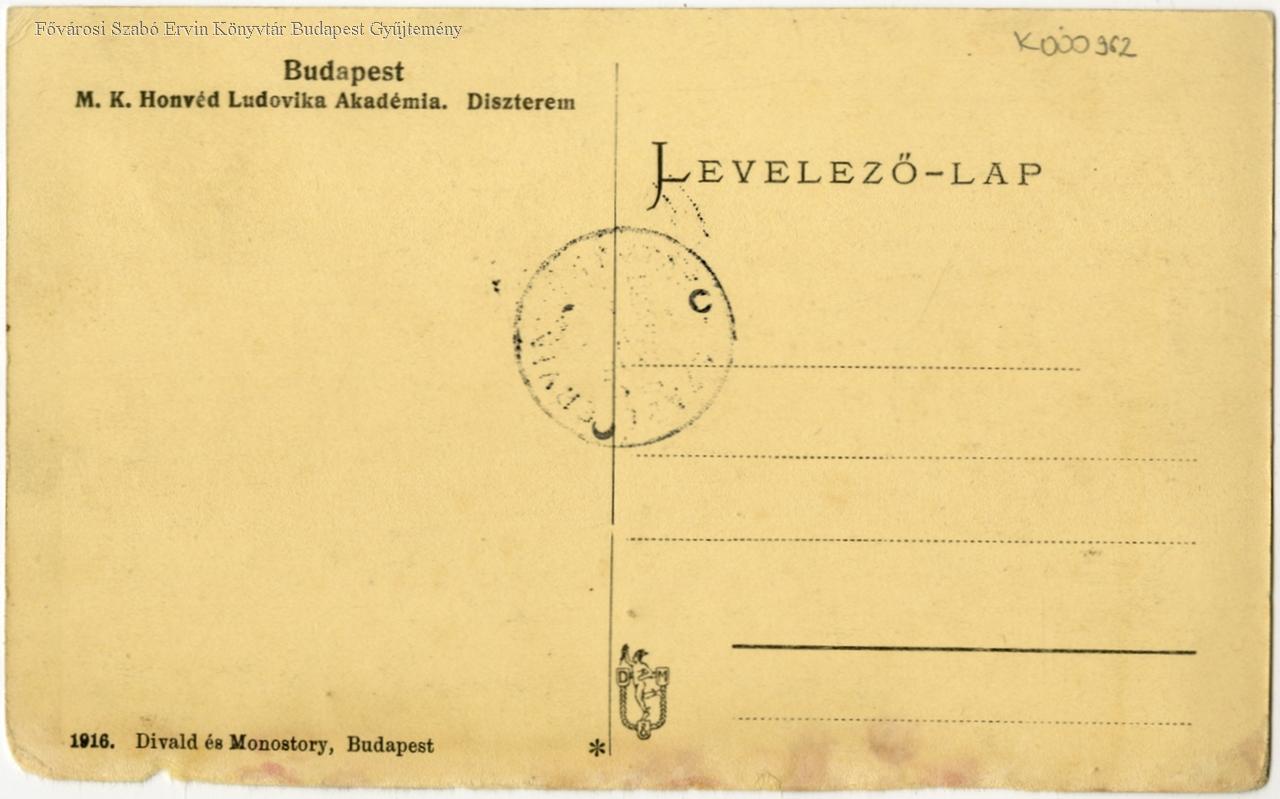 Fővárosi Szabó Ervin Könyvtár Budapest Gyűjtemény
K000962
Budapest
M. K. Honvéd Ludovika Akadémia. Diszterem
LEVELEZŐ-LAP
D M
&
1916. Divald és Monostory, Budapest
*